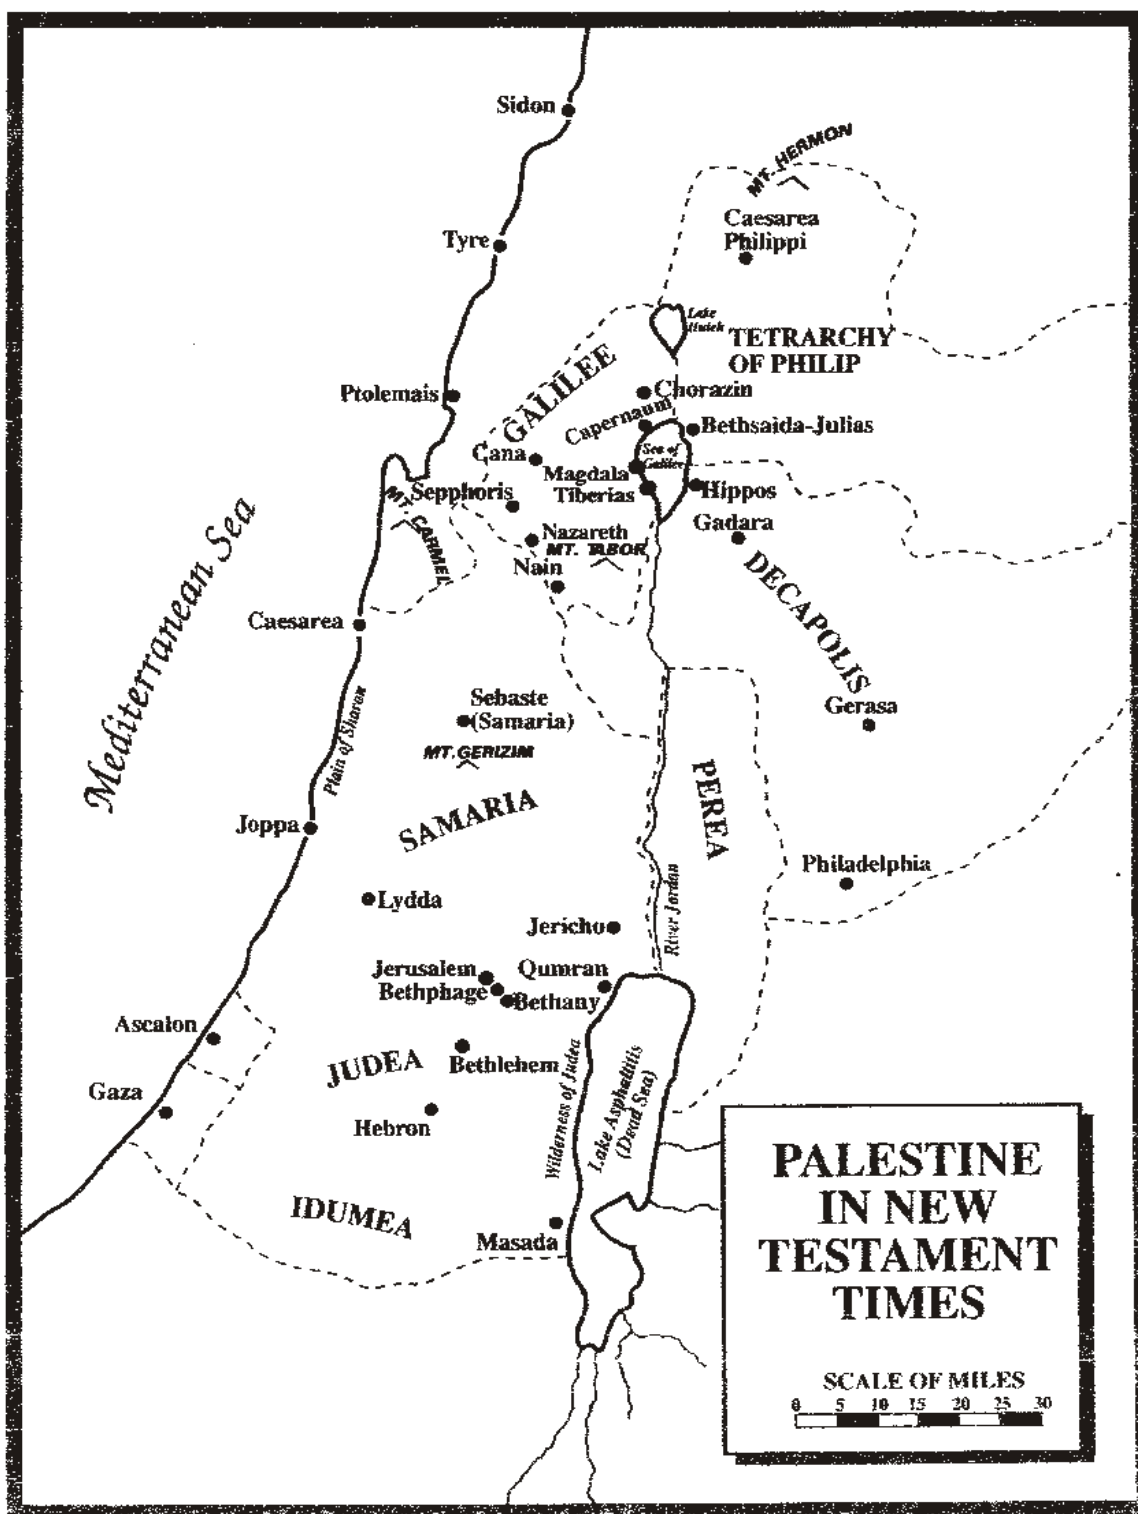 Sidon
MT. HERMON
Caesarea
Philippi
Tyre
Lake
TETRARCHY
OF PHILIP
GALILEE
Ptolemais
Chorazin
Capernaum
Bethsaida-Julias
Cana
Sea of
Galilee
Magdala
Tiberias
Hippos
Sepphoris
MT. CARMEL
Gadara
Nazareth
MT. TABOR
Nain
DECAPOLIS
Mediterranean Sea
Caesarea
Plain of Sharon
Sebaste
(Samaria)
Gerasa
MT. GERIZIM
PEREA
SAMARIA
Joppa
Philadelphia
Lydda
River Jordan
Jericho
Jerusalem
Qumran
Bethphage
Bethany
Ascalon
JUDEA
Bethlehem
Wilderness of Judea
Lake Asphaltitis
(Dead Sea)
Gaza
Hebron
IDUMEA
Masada
PALESTINE
IN NEW
TESTAMENT
TIMES
SCALE OF MILES
0 5 10 15 20 25 30